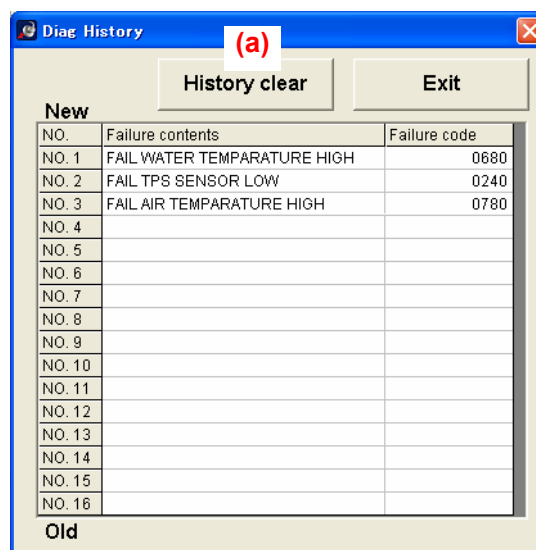 Diag History
(a)
History clear Exit
New
NO. Failure contents Failure code
NO. 1 FAIL WATER TEMPARATURE HIGH 0680
NO. 2 FAIL TPS SENSOR LOW 0240
NO. 3 FAIL AIR TEMPARATURE HIGH 0780
NO. 4
NO. 5
NO. 6
NO. 7
NO. 8
NO. 9
NO. 10
NO. 11
NO. 12
NO. 13
NO. 14
NO. 15
NO. 16
Old